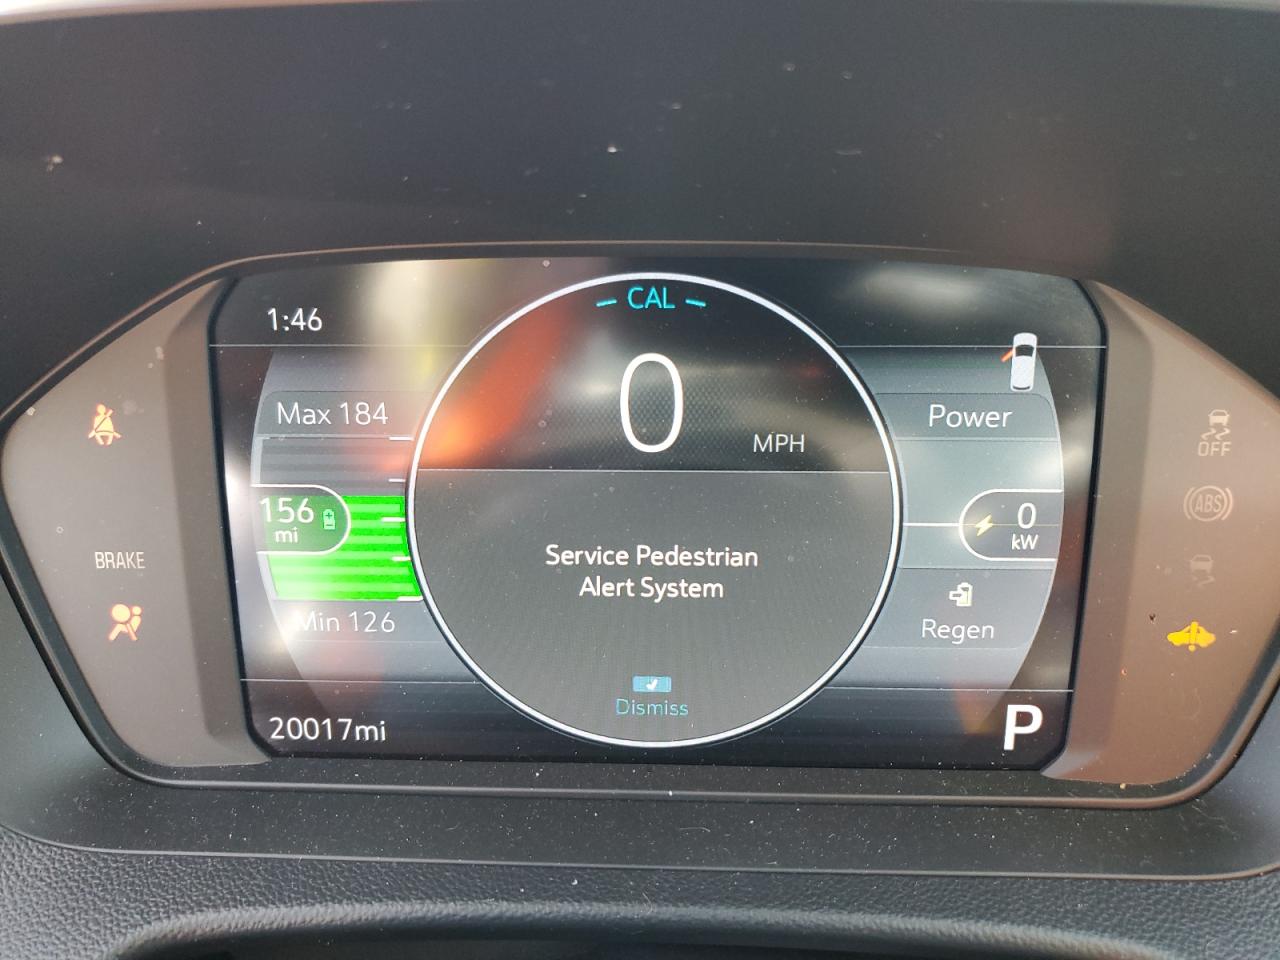 CAL
1:46
0
MPH
Max 184
156
mi
Min 126
Power
0
kW
Regen
Service Pedestrian
Alert System
Dismiss
20017mi
P
BRAKE
OFF
ABS